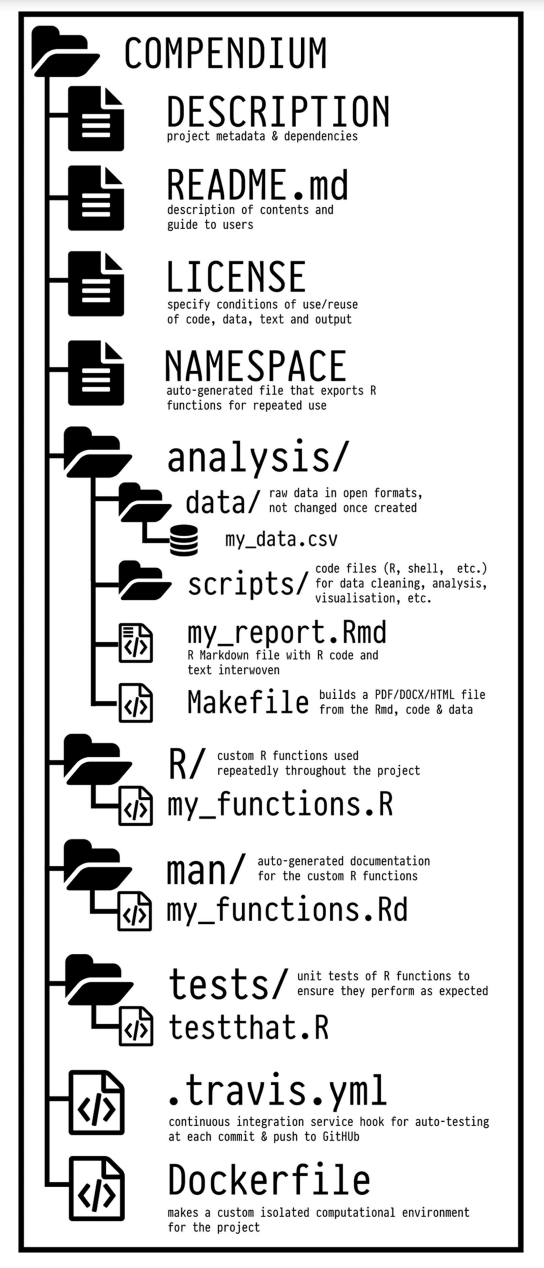 COMPENDIUM
DESCRIPTION
project metadata & dependencies
README.md
description of contents and
guide to users
LICENSE
specify conditions of use/reuse
of code, data, text and output
NAMESPACE
auto-generated file that exports R
functions for repeated use
analysis/
data/
raw data in open formats,
not changed once created
my_data.csv
scripts/
code files (R, shell, etc.)
for data cleaning, analysis,
visualisation, etc.
my_report.Rmd
R Markdown file with R code and
text interwoven
Makefile
builds a PDF/DOCX/HTML file
from the Rmd, code & data
R/
custom R functions used
repeatedly throughout the project
my_functions.R
man/
auto-generated documentation
for the custom R functions
my_functions.Rd
tests/
unit tests of R functions to
ensure they perform as expected
testthat.R
.travis.yml
continuous integration service hook for auto-testing
at each commit & push to GitHUb
Dockerfile
makes a custom isolated computational environment
for the project